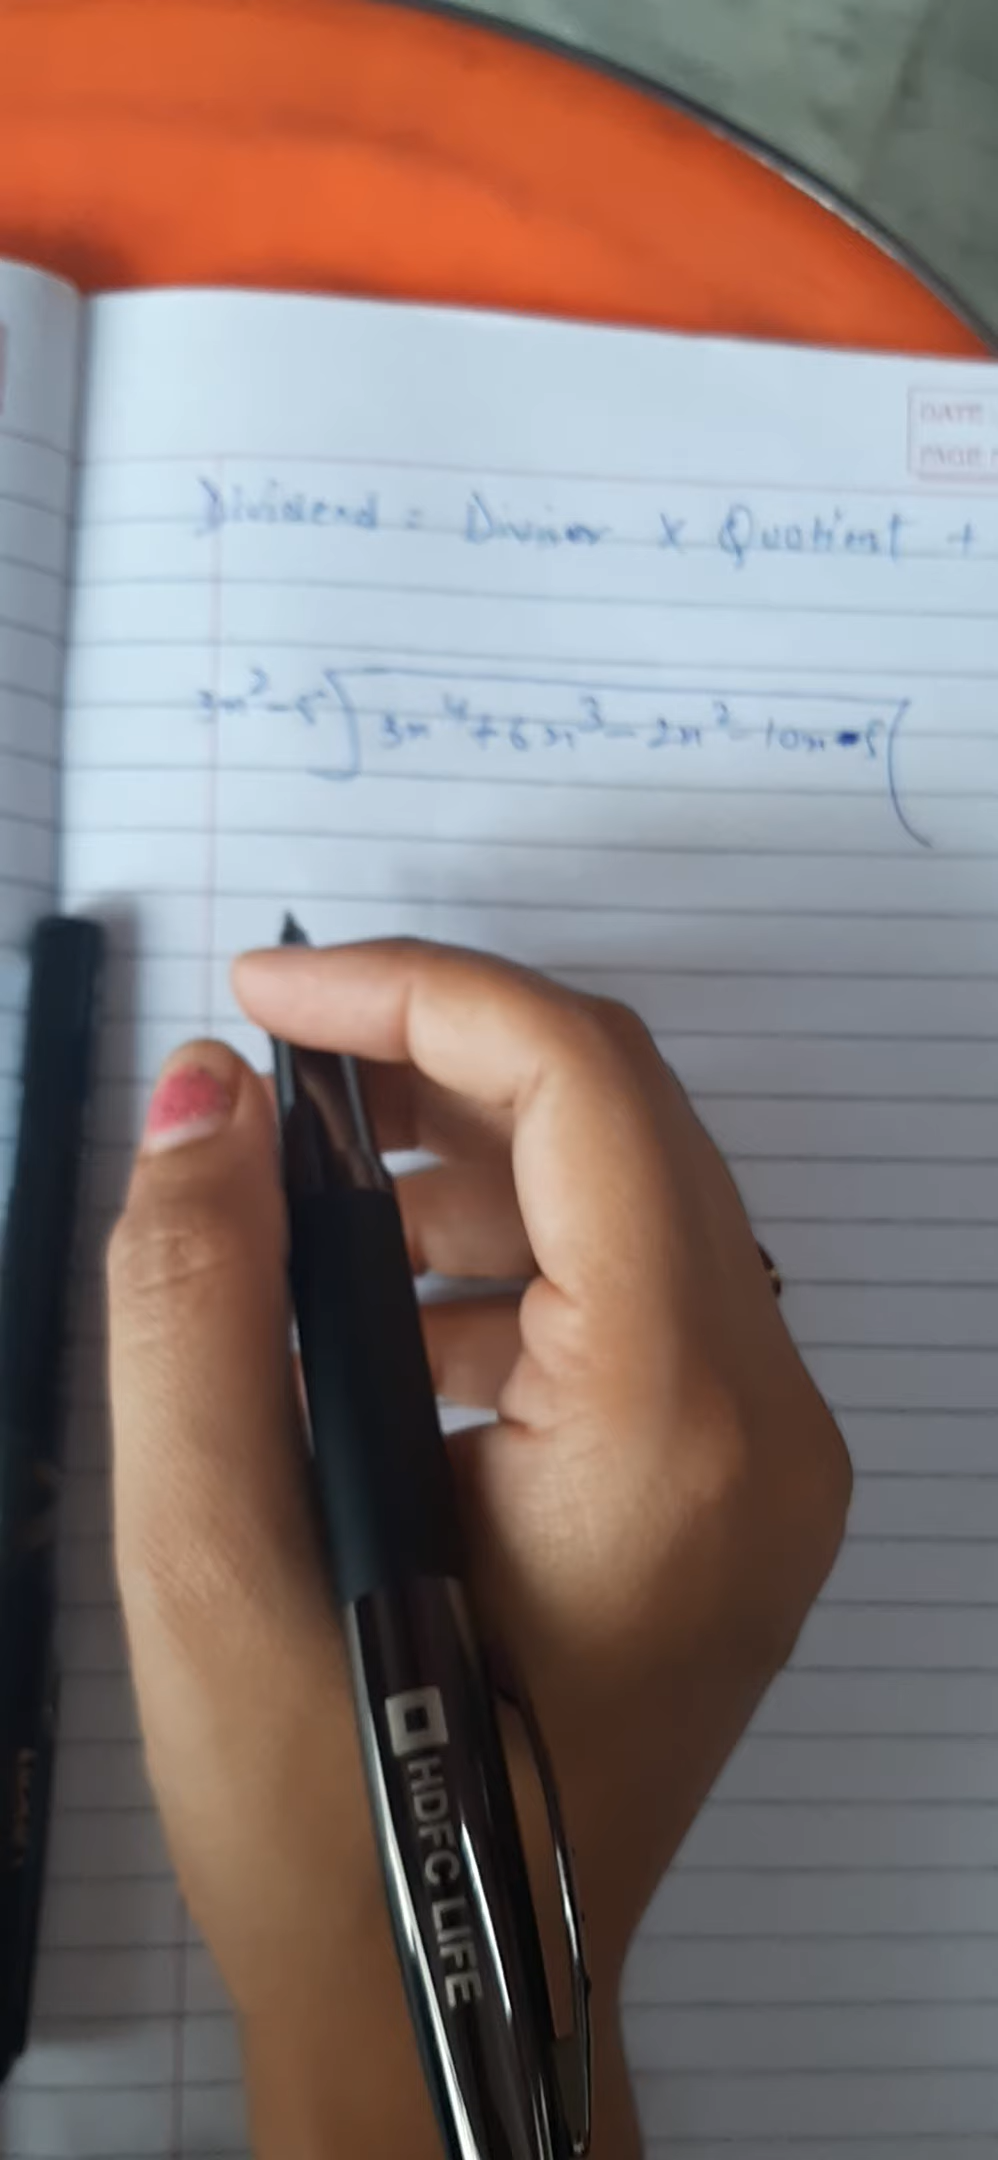 DATE
PAGE
Dividend = Divisor X Quotient +
3x²-5) 3x⁴+6x³-2x²-10x-5(
HDFC LIFE